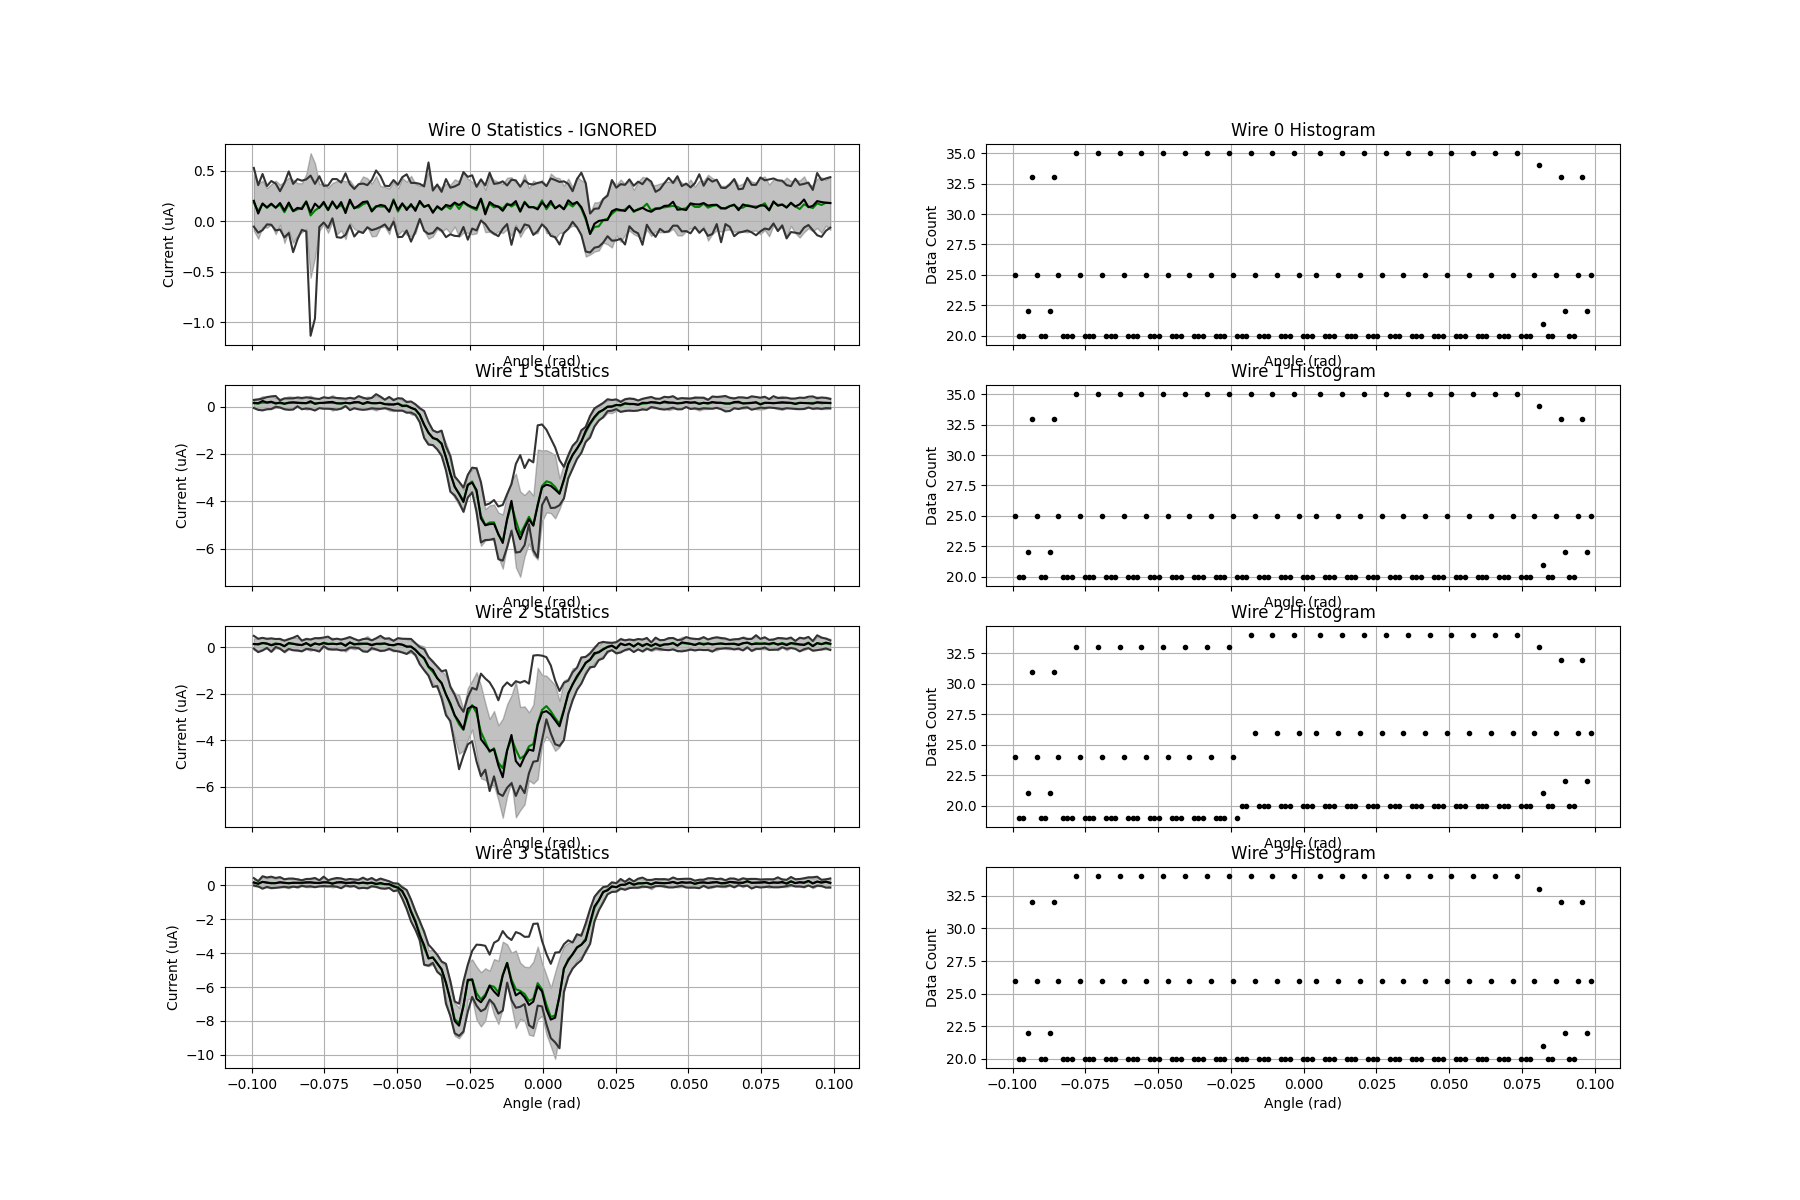 Wire 0 Statistics - IGNORED
Current (uA)
0.5
0.0
−0.5
−1.0
Angle (rad)
Wire 0 Histogram
Data Count
35.0
32.5
30.0
27.5
25.0
22.5
20.0
Angle (rad)
Wire 1 Statistics
Current (uA)
0
−2
−4
−6
Angle (rad)
Wire 1 Histogram
Data Count
35.0
32.5
30.0
27.5
25.0
22.5
20.0
Angle (rad)
Wire 2 Statistics
Current (uA)
0
−2
−4
−6
Angle (rad)
Wire 2 Histogram
Data Count
32.5
30.0
27.5
25.0
22.5
20.0
Angle (rad)
Wire 3 Statistics
Current (uA)
0
−2
−4
−6
−8
−10
−0.100 −0.075 −0.050 −0.025 0.000 0.025 0.050 0.075 0.100
Angle (rad)
Wire 3 Histogram
Data Count
32.5
30.0
27.5
25.0
22.5
20.0
−0.100 −0.075 −0.050 −0.025 0.000 0.025 0.050 0.075 0.100
Angle (rad)